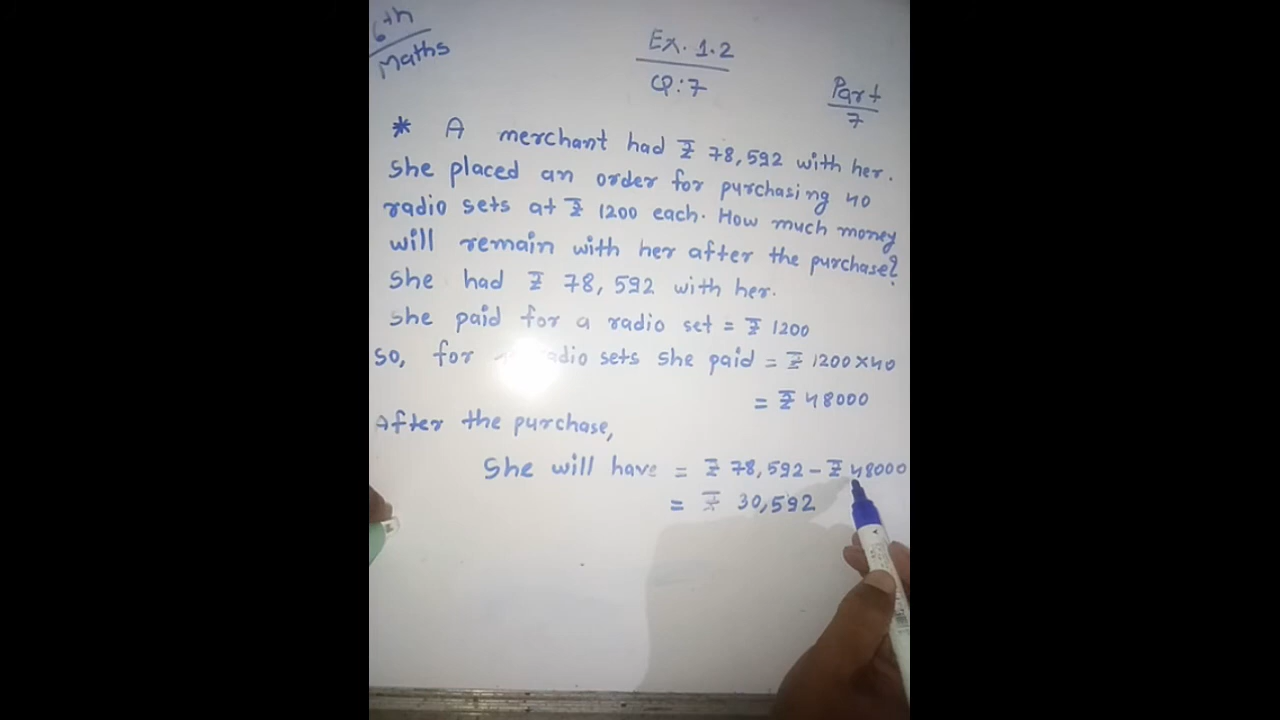 6th
Maths
Ex. 1.2
Q:7
Part
7
* A merchant had ₹ 78,592 with her.
She placed an order for purchasing 40
radio sets at ₹ 1200 each. How much money
will remain with her after the purchase?
She had ₹ 78,592 with her.
She paid for a radio set = ₹ 1200
So, for radio sets she paid = ₹ 1200×40
= ₹ 48000
After the purchase,
She will have = ₹ 78,592 - ₹ 48000
= ₹ 30,592